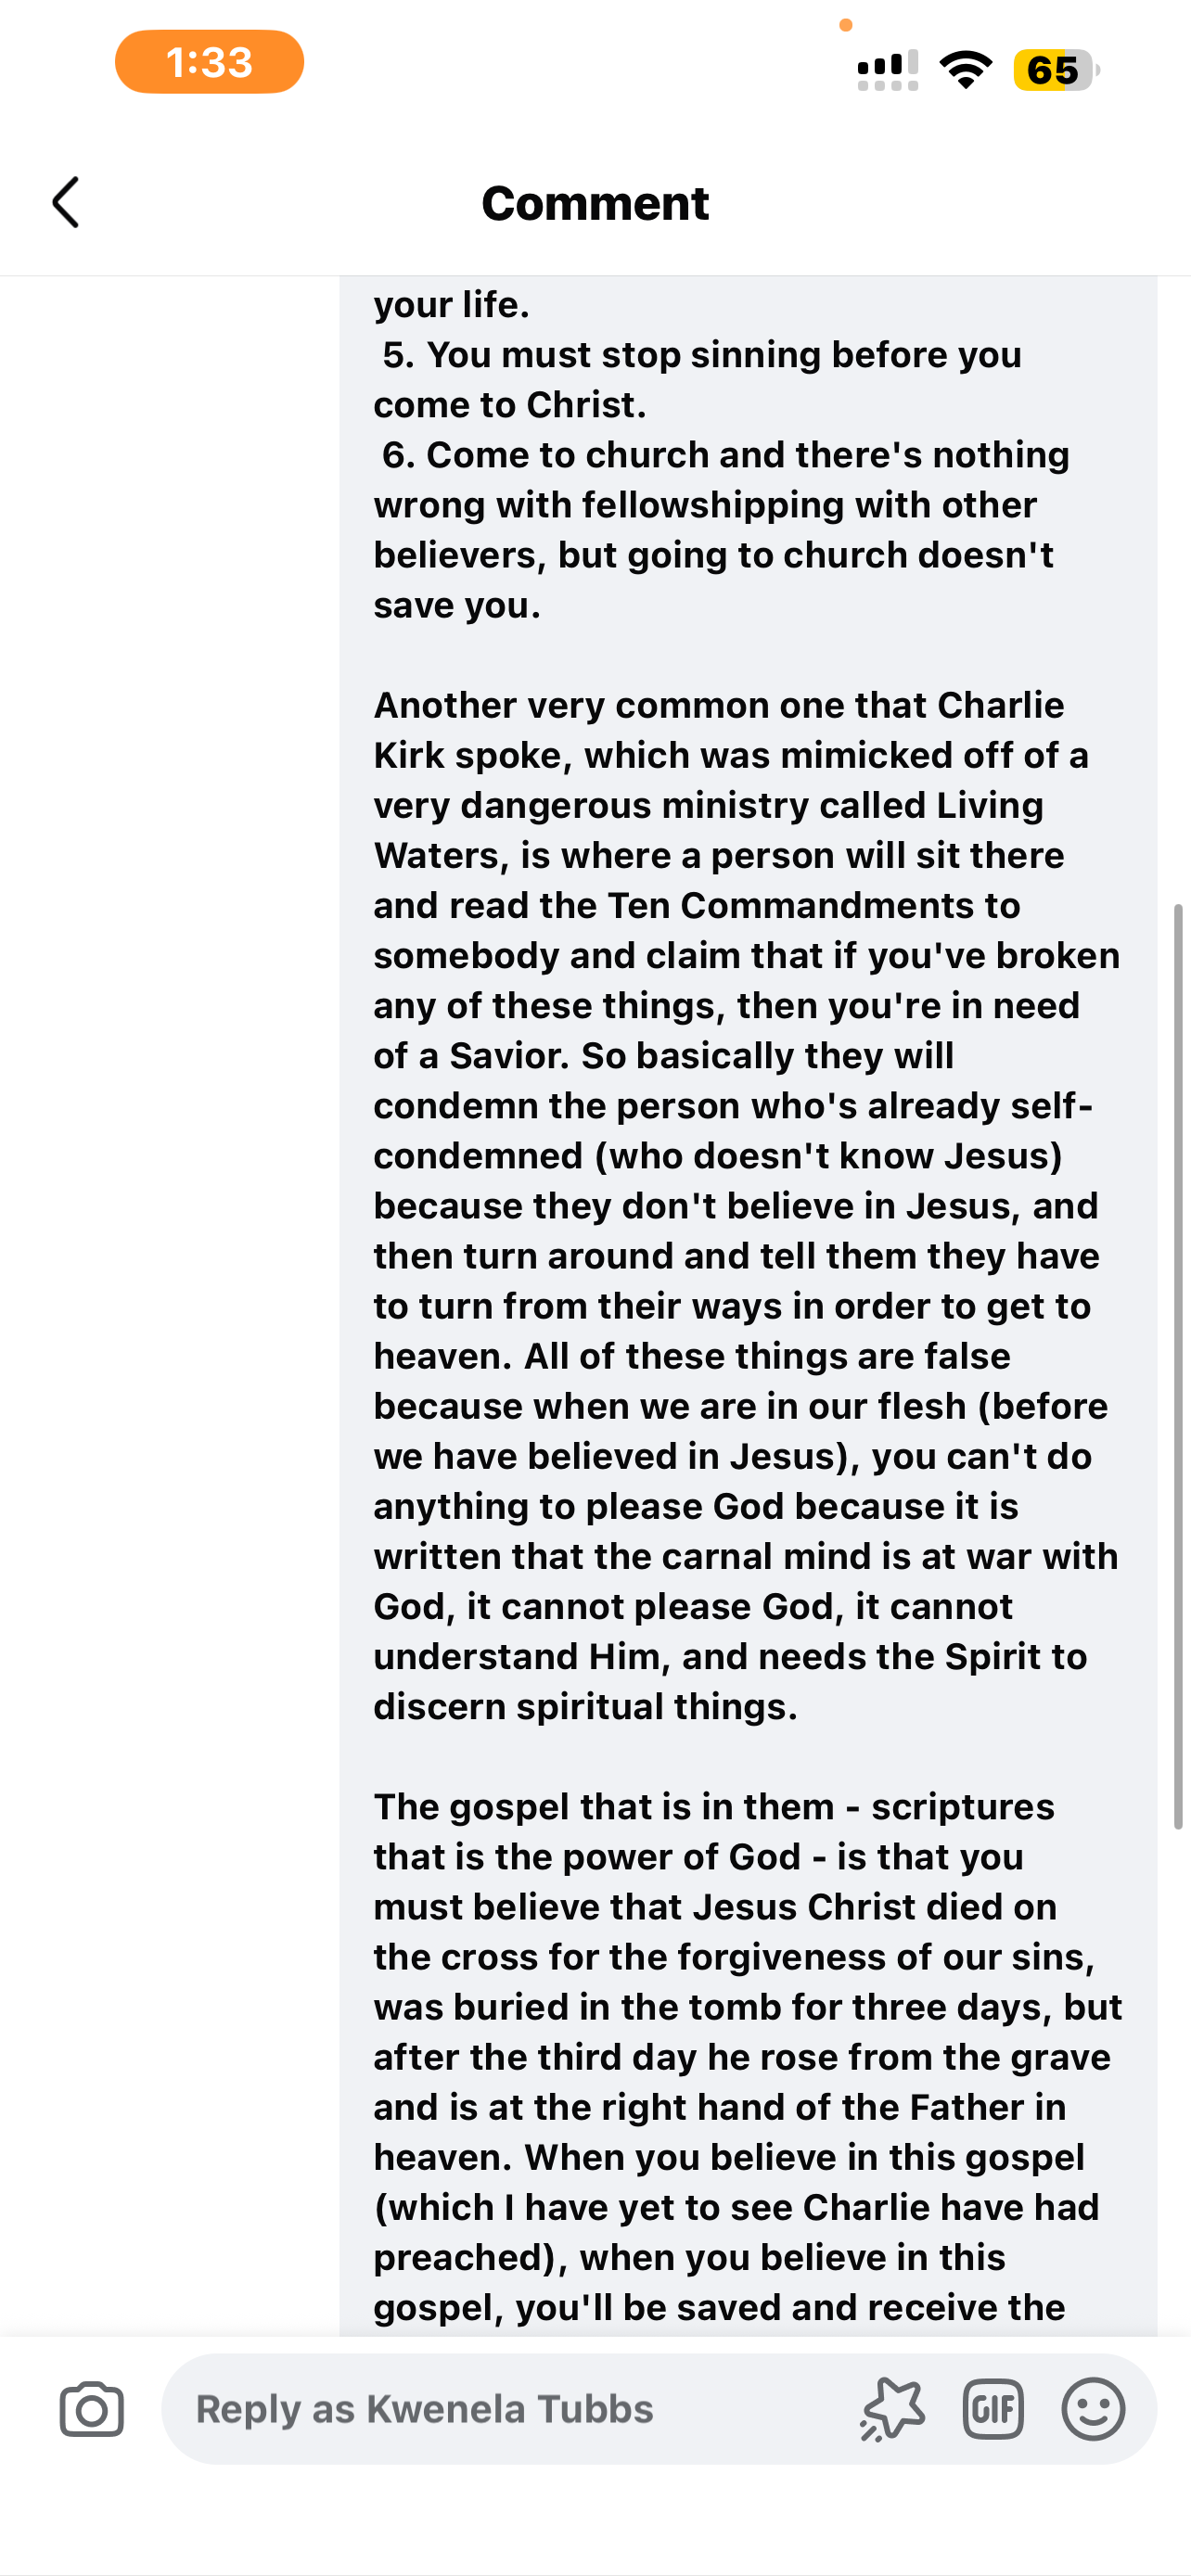 1:33
65
Comment
your life.
5. You must stop sinning before you
come to Christ.
6. Come to church and there's nothing
wrong with fellowshipping with other
believers, but going to church doesn't
save you.
Another very common one that Charlie
Kirk spoke, which was mimicked off of a
very dangerous ministry called Living
Waters, is where a person will sit there
and read the Ten Commandments to
somebody and claim that if you've broken
any of these things, then you're in need
of a Savior. So basically they will
condemn the person who's already self-
condemned (who doesn't know Jesus)
because they don't believe in Jesus, and
then turn around and tell them they have
to turn from their ways in order to get to
heaven. All of these things are false
because when we are in our flesh (before
we have believed in Jesus), you can't do
anything to please God because it is
written that the carnal mind is at war with
God, it cannot please God, it cannot
understand Him, and needs the Spirit to
discern spiritual things.
The gospel that is in them - scriptures
that is the power of God - is that you
must believe that Jesus Christ died on
the cross for the forgiveness of our sins,
was buried in the tomb for three days, but
after the third day he rose from the grave
and is at the right hand of the Father in
heaven. When you believe in this gospel
(which I have yet to see Charlie have had
preached), when you believe in this
gospel, you'll be saved and receive the
Reply as Kwenela Tubbs
GIF